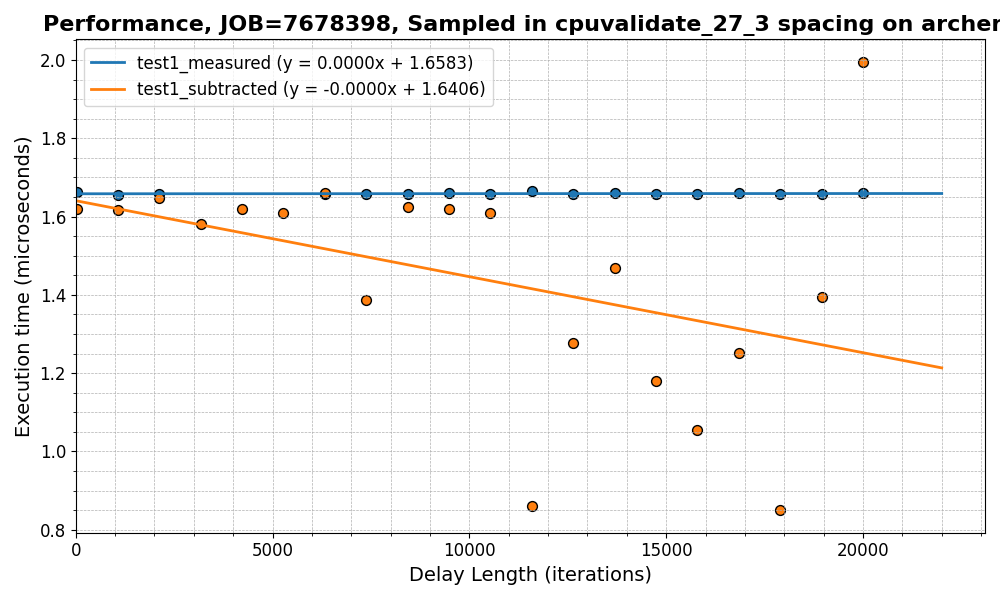 Performance, JOB=7678398, Sampled in cpuvalidate_27_3 spacing on archer
test1_measured (y = 0.0000x + 1.6583)
test1_subtracted (y = -0.0000x + 1.6406)
Execution time (microseconds)
2.0
1.8
1.6
1.4
1.2
1.0
0.8
0
5000
10000
15000
20000
Delay Length (iterations)